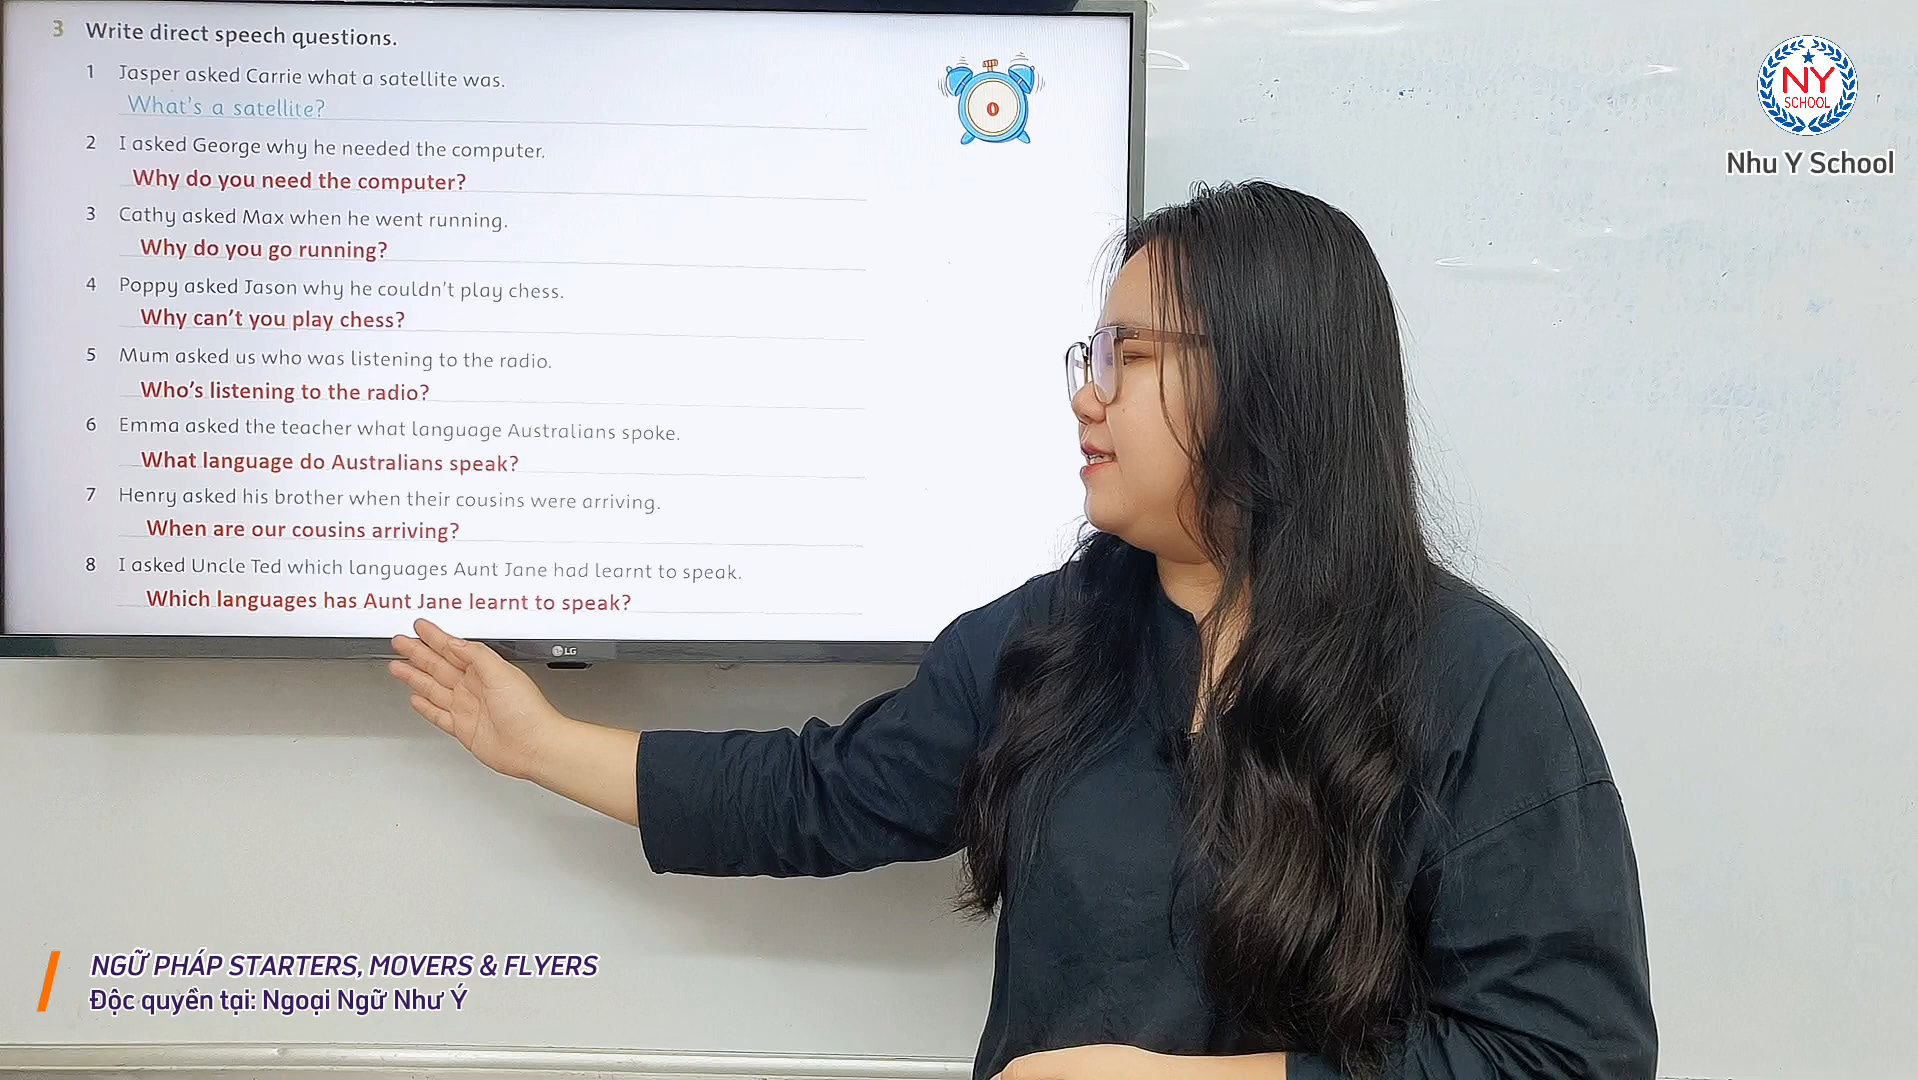 3 Write direct speech questions.
1 Jasper asked Carrie what a satellite was.
What's a satellite?
0
2 I asked George why he needed the computer.
Why do you need the computer?
3 Cathy asked Max when he went running.
Why do you go running?
4 Poppy asked Jason why he couldn't play chess.
Why can't you play chess?
5 Mum asked us who was listening to the radio.
Who's listening to the radio?
6 Emma asked the teacher what language Australians spoke.
What language do Australians speak?
7 Henry asked his brother when their cousins were arriving.
When are our cousins arriving?
8 I asked Uncle Ted which languages Aunt Jane had learnt to speak.
Which languages has Aunt Jane learnt to speak?
LG
NY
SCHOOL
Nhu Y School
NGỮ PHÁP STARTERS, MOVERS & FLYERS
Độc quyền tại: Ngoại Ngữ Như Ý